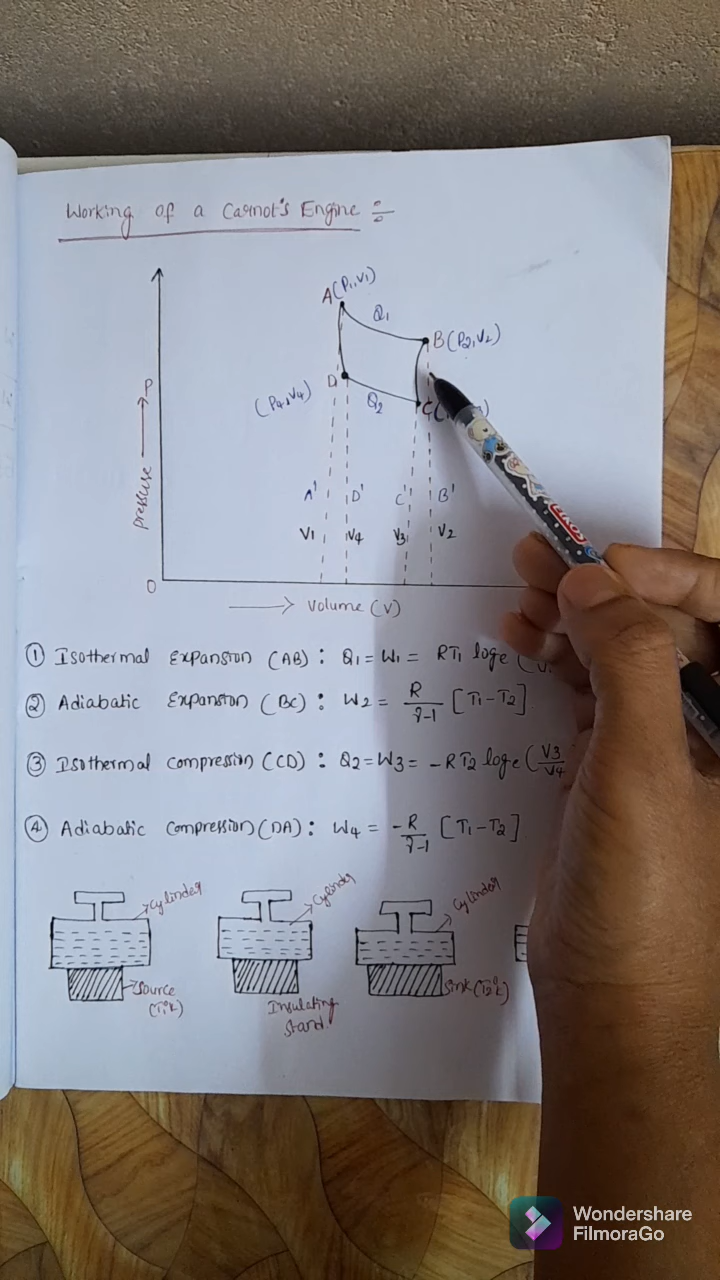 Working of a Carnot's Engine ÷
A(P1,V1)
Q1
B(P2,V2)
P
D
(P4,V4)
Q2
C(
Pressure
A' D' C' B'
V1 V4 V3 V2
O
Volume (V)
① Isothermal Expansion (AB) : Q1 = W1 = RT1 loge (
② Adiabatic Expansion (BC) : W2 = R/γ-1 [T1-T2]
③ Isothermal compression (CD) : Q2 = W3 = -RT2 loge (V3/V4
④ Adiabatic Compression (DA) : W4 = -R/γ-1 [T1-T2]
Cylinder
Cylinder
Cylinder
Source
(T1°k)
Insulating
Stand.
Sink (T2°k)
Wondershare
FilmoraGo